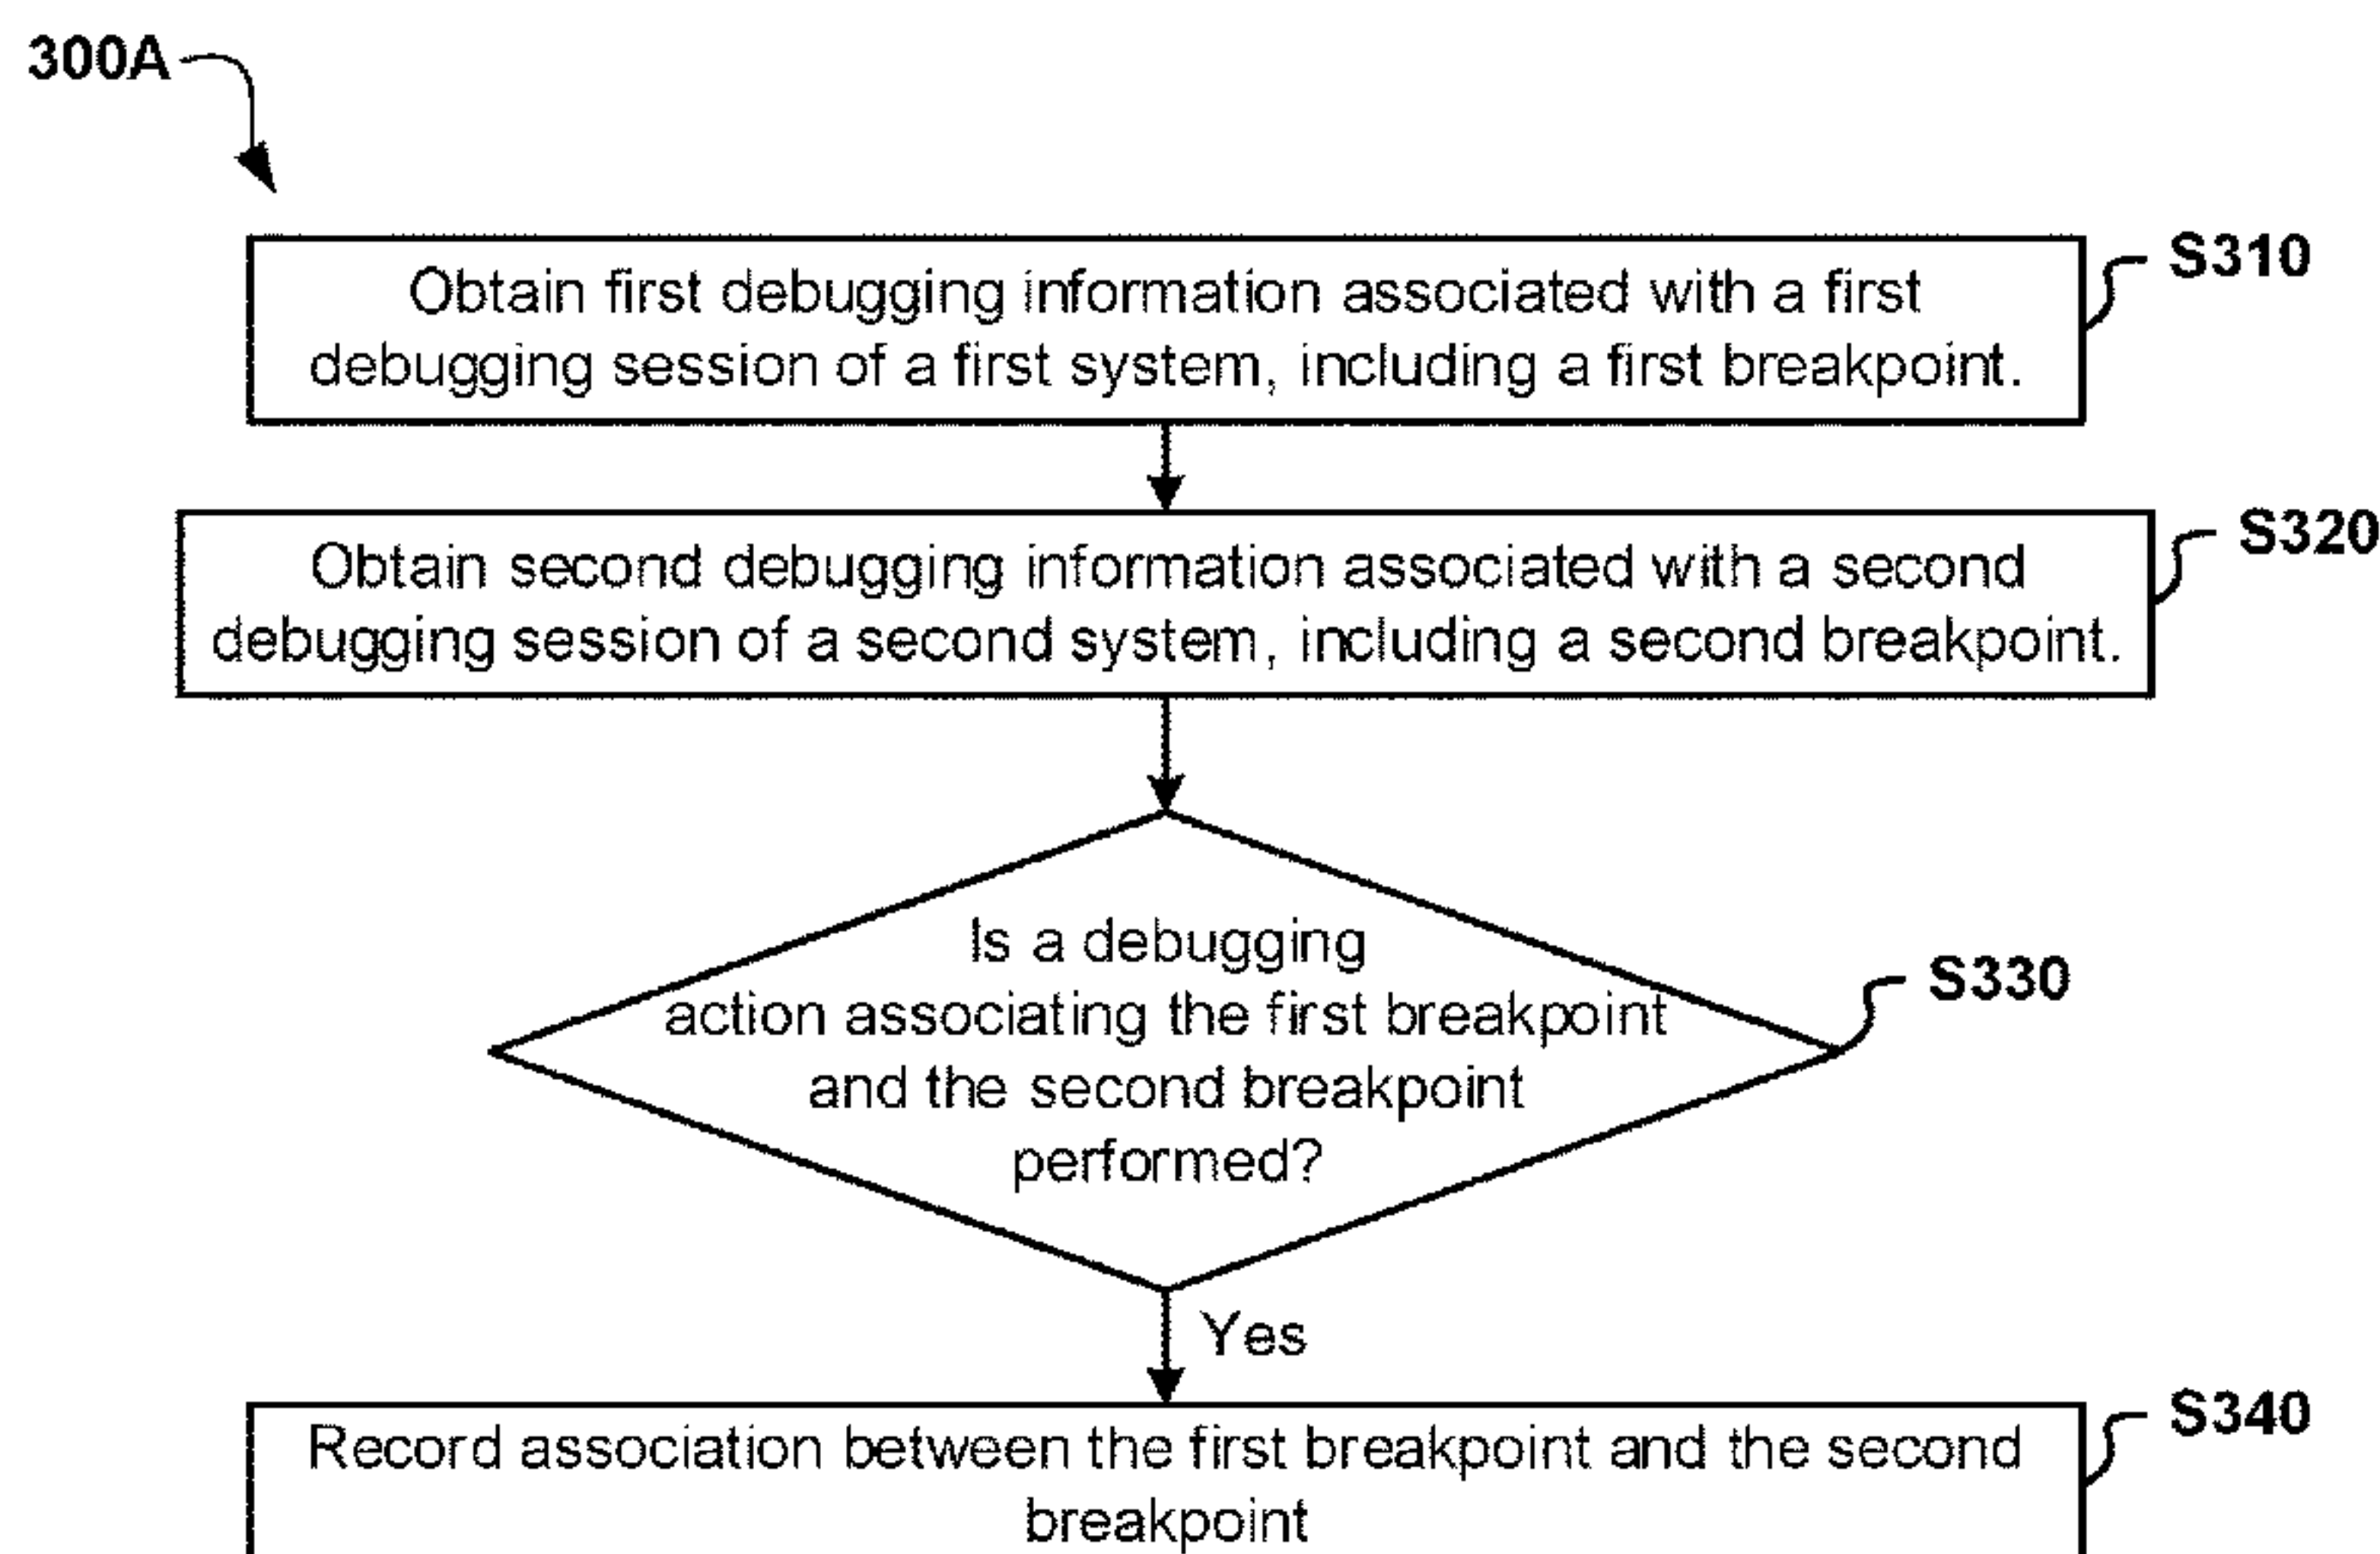 300A
Obtain first debugging information associated with a first
debugging session of a first system, including a first breakpoint.
S310
Obtain second debugging information associated with a second
debugging session of a second system, including a second breakpoint.
S320
Is a debugging
action associating the first breakpoint
and the second breakpoint
performed?
S330
Yes
Record association between the first breakpoint and the second
breakpoint
S340